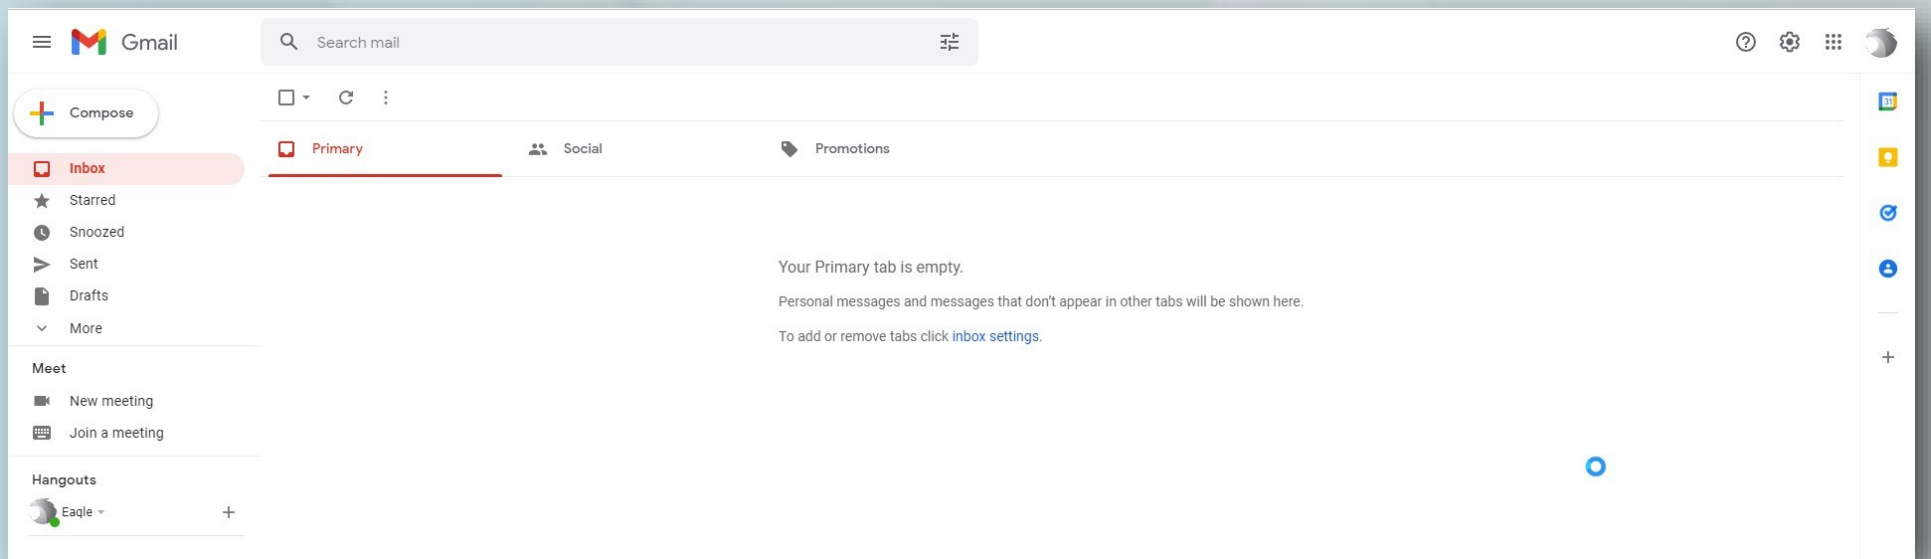 Gmail
Search mail
Compose
Inbox
Starred
Snoozed
Sent
Drafts
More
Meet
New meeting
Join a meeting
Hangouts
Eagle
Primary
Social
Promotions
Your Primary tab is empty.
Personal messages and messages that don't appear in other tabs will be shown here.
To add or remove tabs click inbox settings.
31